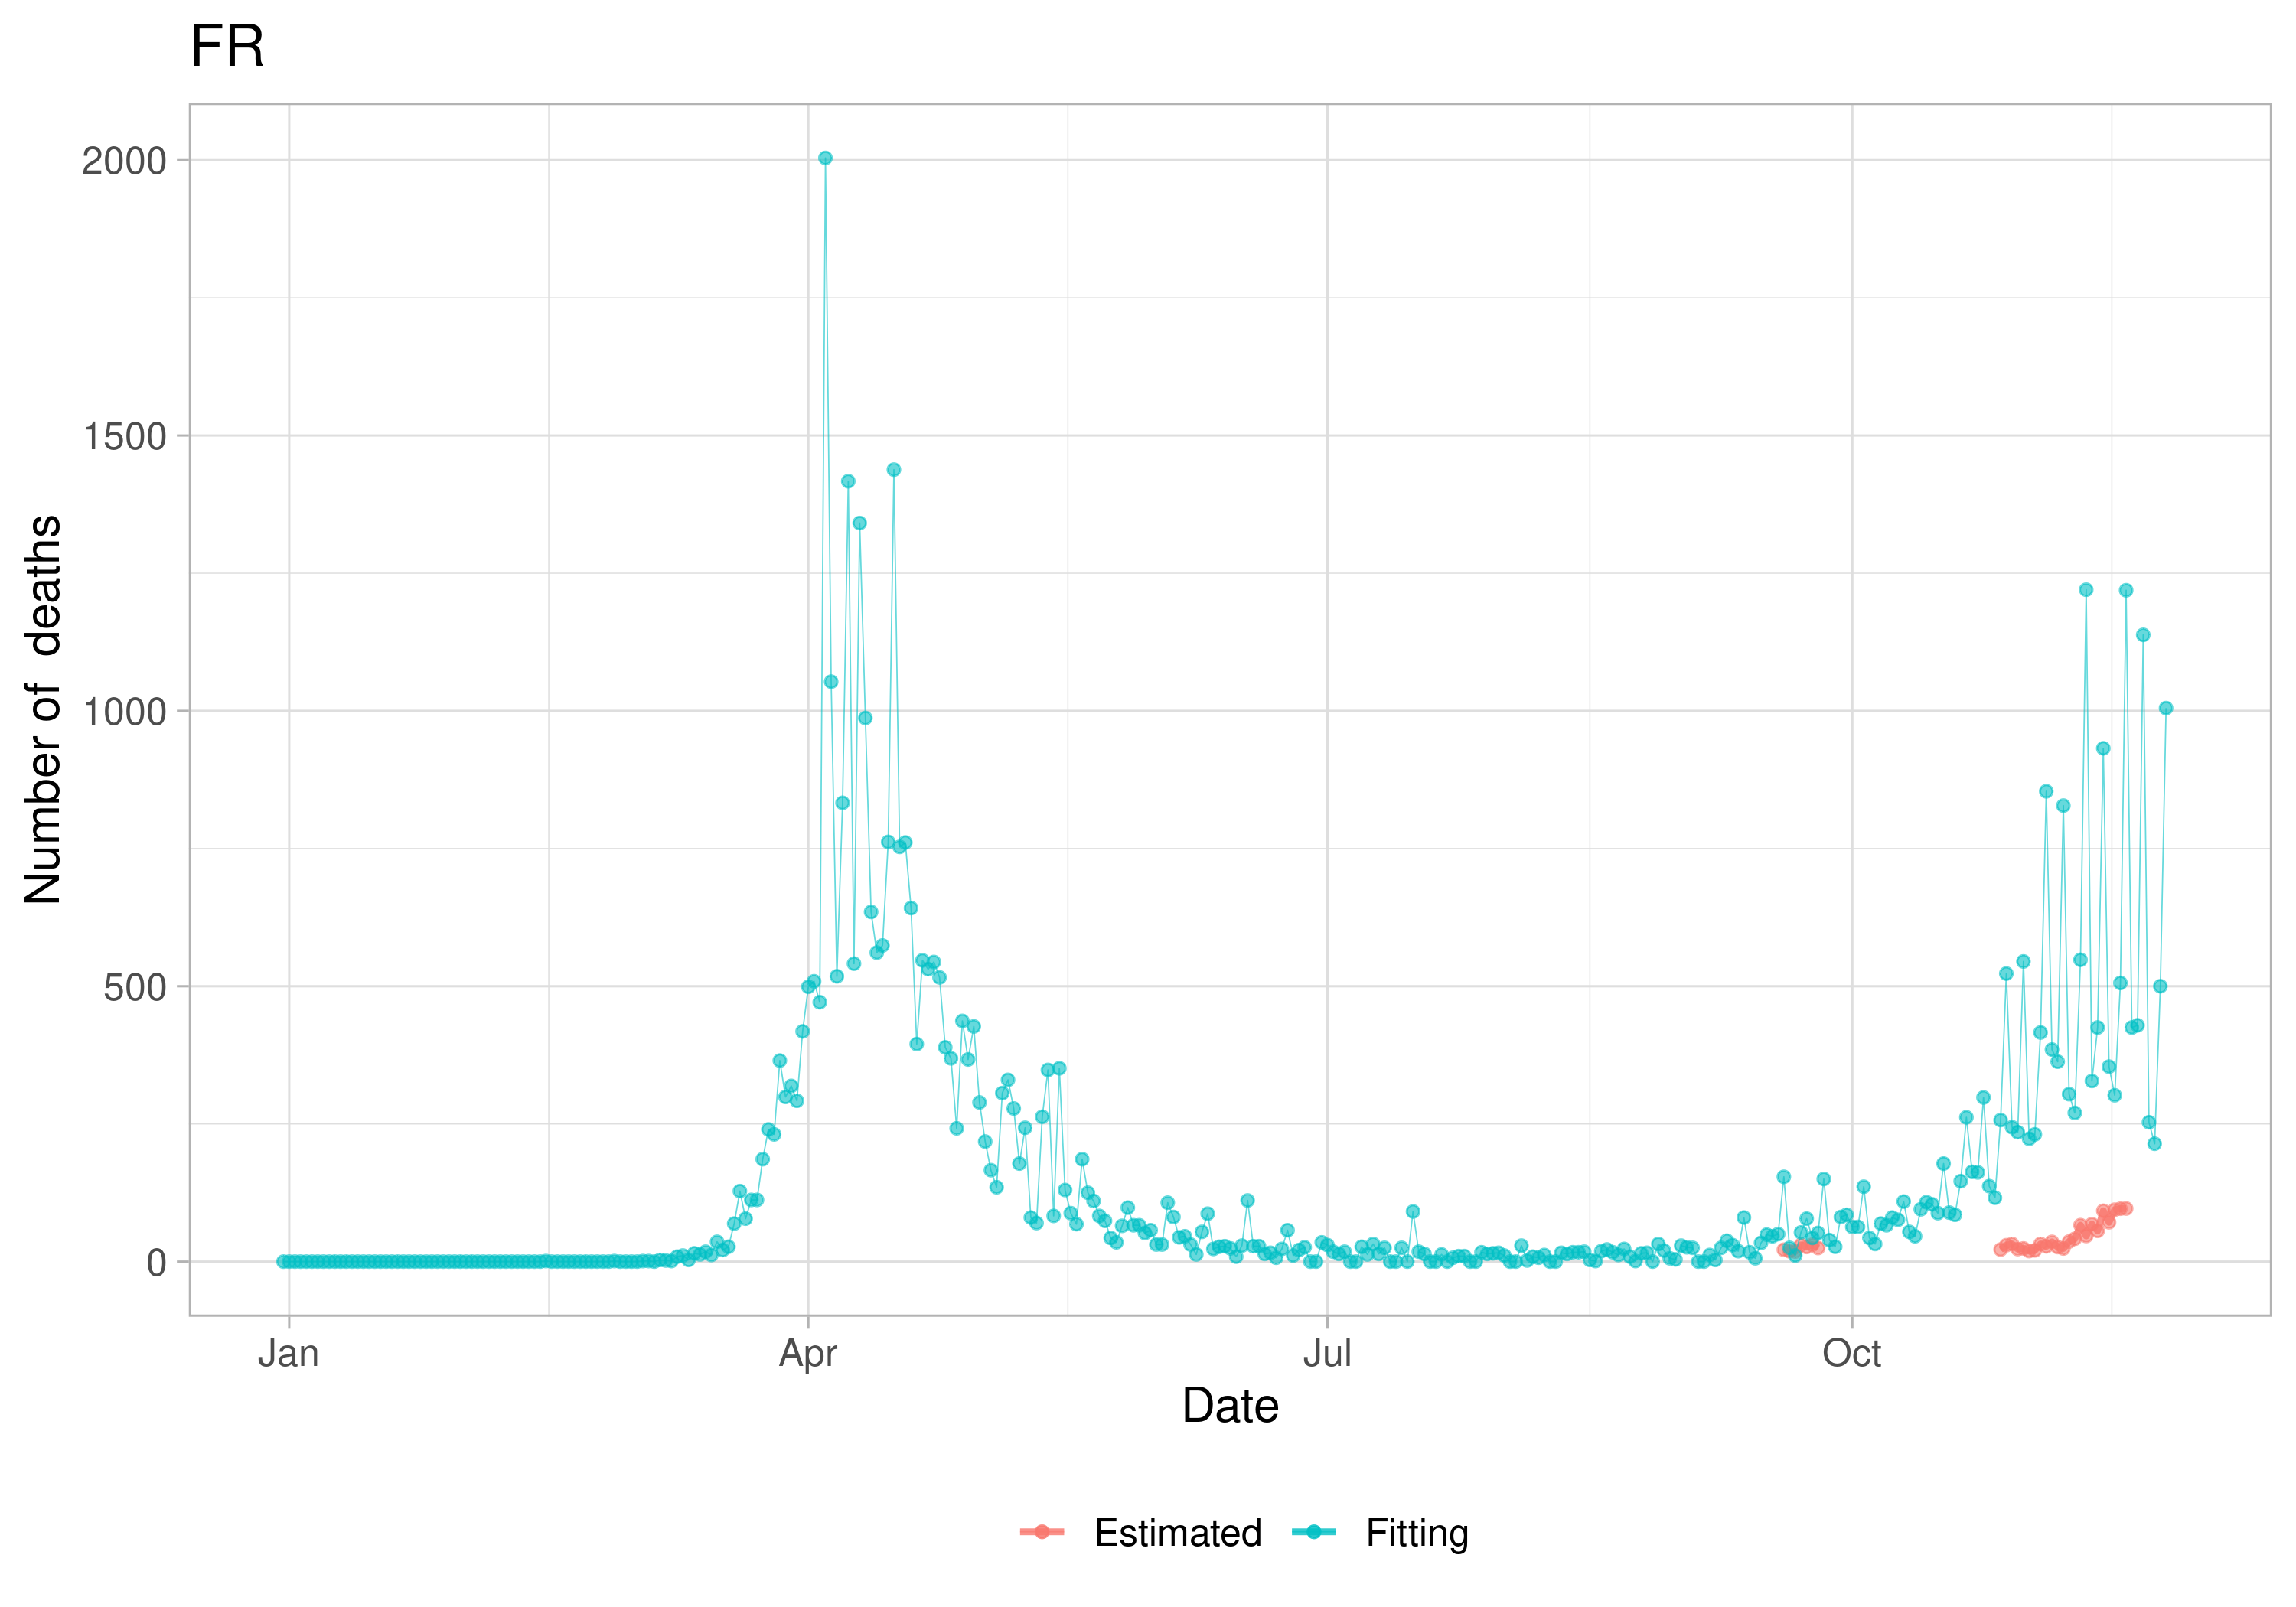 FR
2000
1500
1000
500
0
Number of deaths
Jan Apr Jul Oct
Date
Estimated Fitting